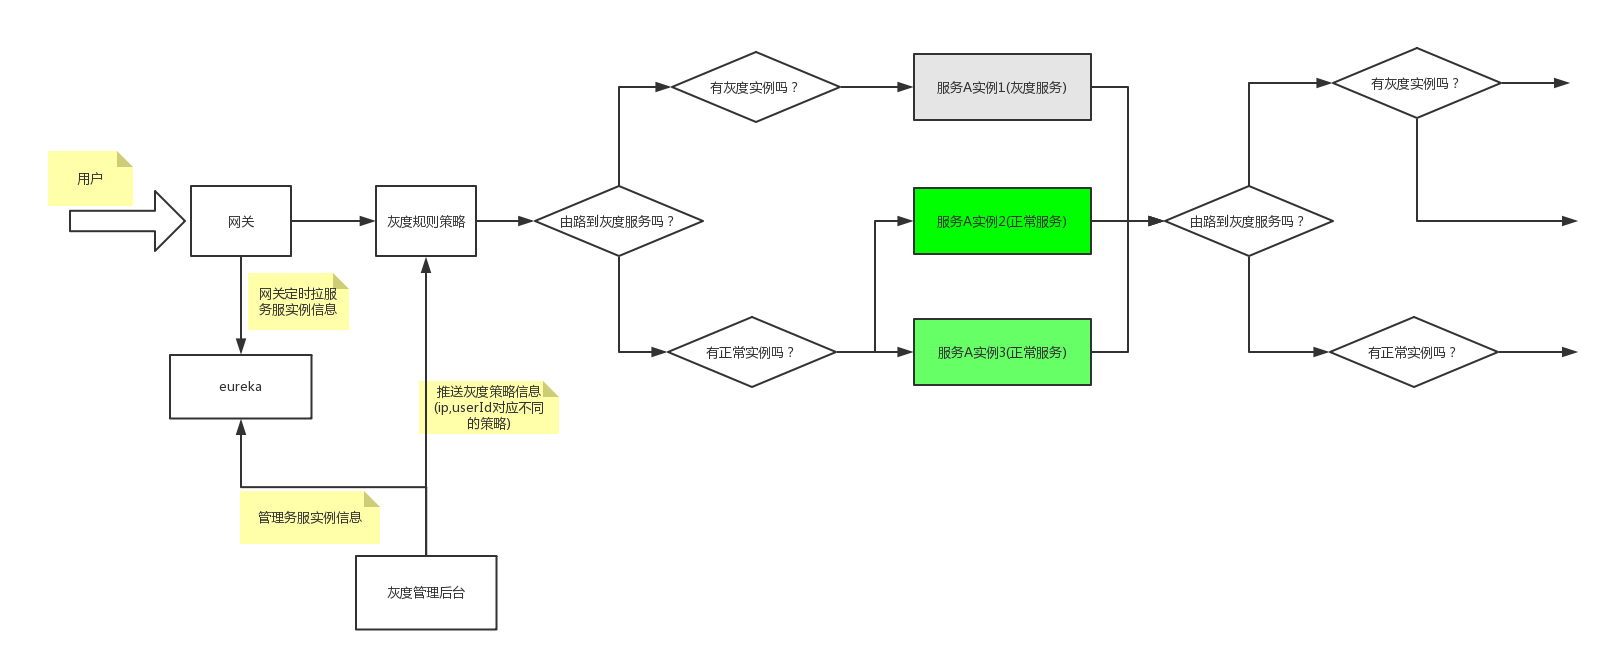 用户
网关
灰度规则策略
由路到灰度服务吗？
有灰度实例吗？
服务A实例1(灰度服务)
服务A实例2(正常服务)
有正常实例吗？
服务A实例3(正常服务)
由路到灰度服务吗？
有灰度实例吗？
有正常实例吗？
网关定时拉服
务服实例信息
eureka
推送灰度策略信息
(ip,userId对应不同
的策略)
管理务服实例信息
灰度管理后台